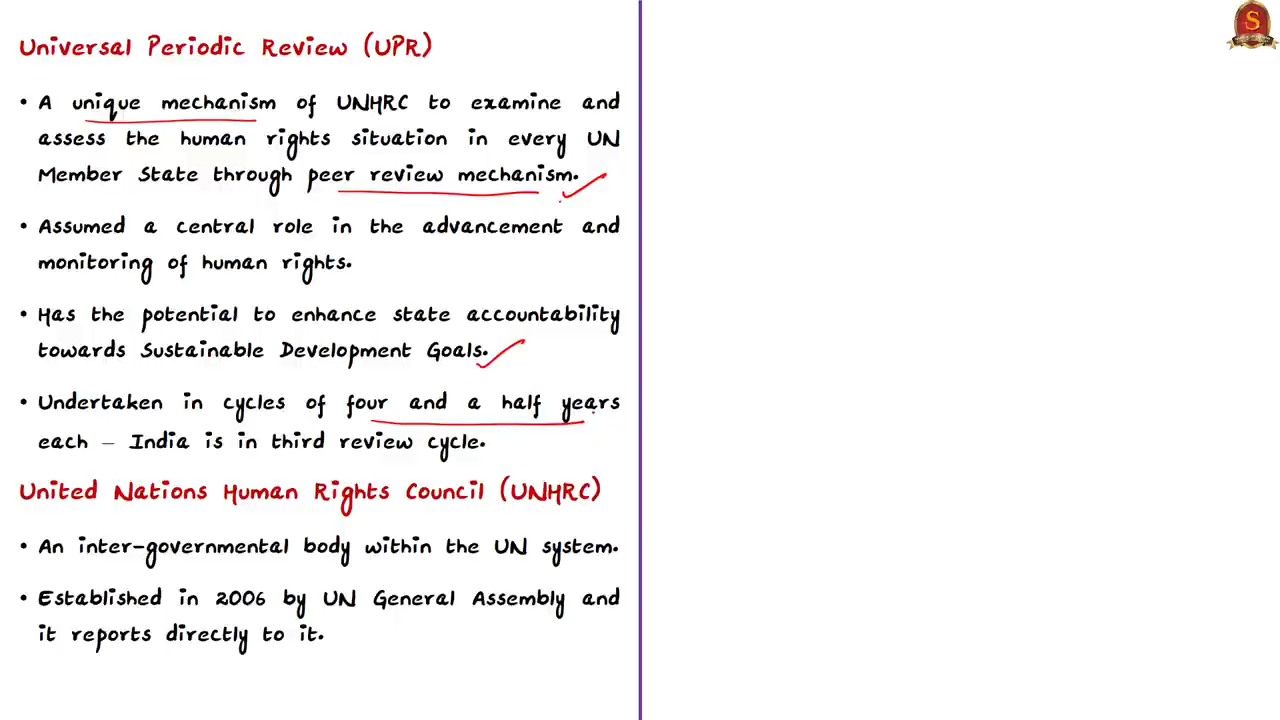 Universal Periodic Review (UPR)
• A unique mechanism of UNHRC to examine and
assess the human rights situation in every UN
Member State through peer review mechanism.
• Assumed a central role in the advancement and
monitoring of human rights.
• Has the potential to enhance state accountability
towards Sustainable Development Goals.
• Undertaken in cycles of four and a half years
each – India is in third review cycle.
United Nations Human Rights Council (UNHRC)
• An inter-governmental body within the UN system.
• Established in 2006 by UN General Assembly and
it reports directly to it.
S